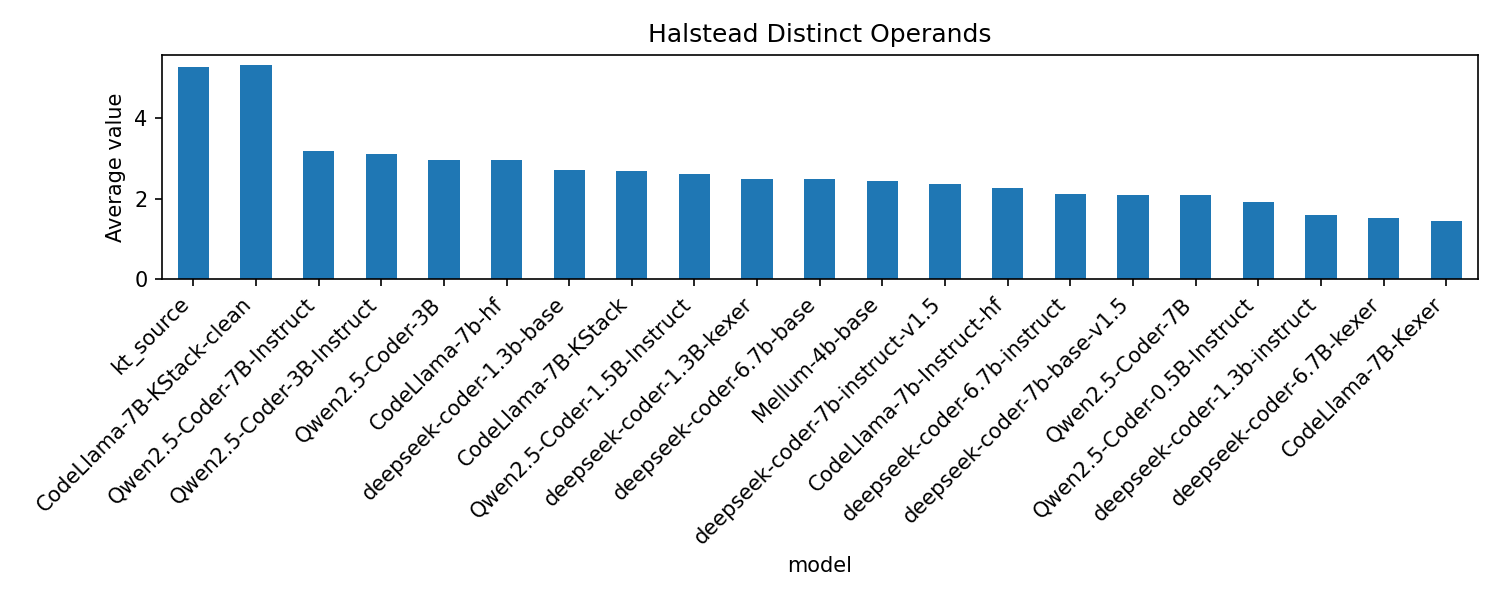 Halstead Distinct Operands
Average value
4
2
0
kt_source
CodeLlama-7B-KStack-clean
Qwen2.5-Coder-7B-Instruct
Qwen2.5-Coder-3B-Instruct
Qwen2.5-Coder-3B
CodeLlama-7b-hf
deepseek-coder-1.3b-base
CodeLlama-7B-KStack
Qwen2.5-Coder-1.5B-Instruct
deepseek-coder-1.3B-kexer
deepseek-coder-6.7b-base
Mellum-4b-base
deepseek-coder-7b-instruct-v1.5
CodeLlama-7b-Instruct-hf
deepseek-coder-6.7b-instruct
deepseek-coder-7b-base-v1.5
Qwen2.5-Coder-7B
Qwen2.5-Coder-0.5B-Instruct
deepseek-coder-1.3b-instruct
deepseek-coder-6.7B-kexer
CodeLlama-7B-Kexer
model